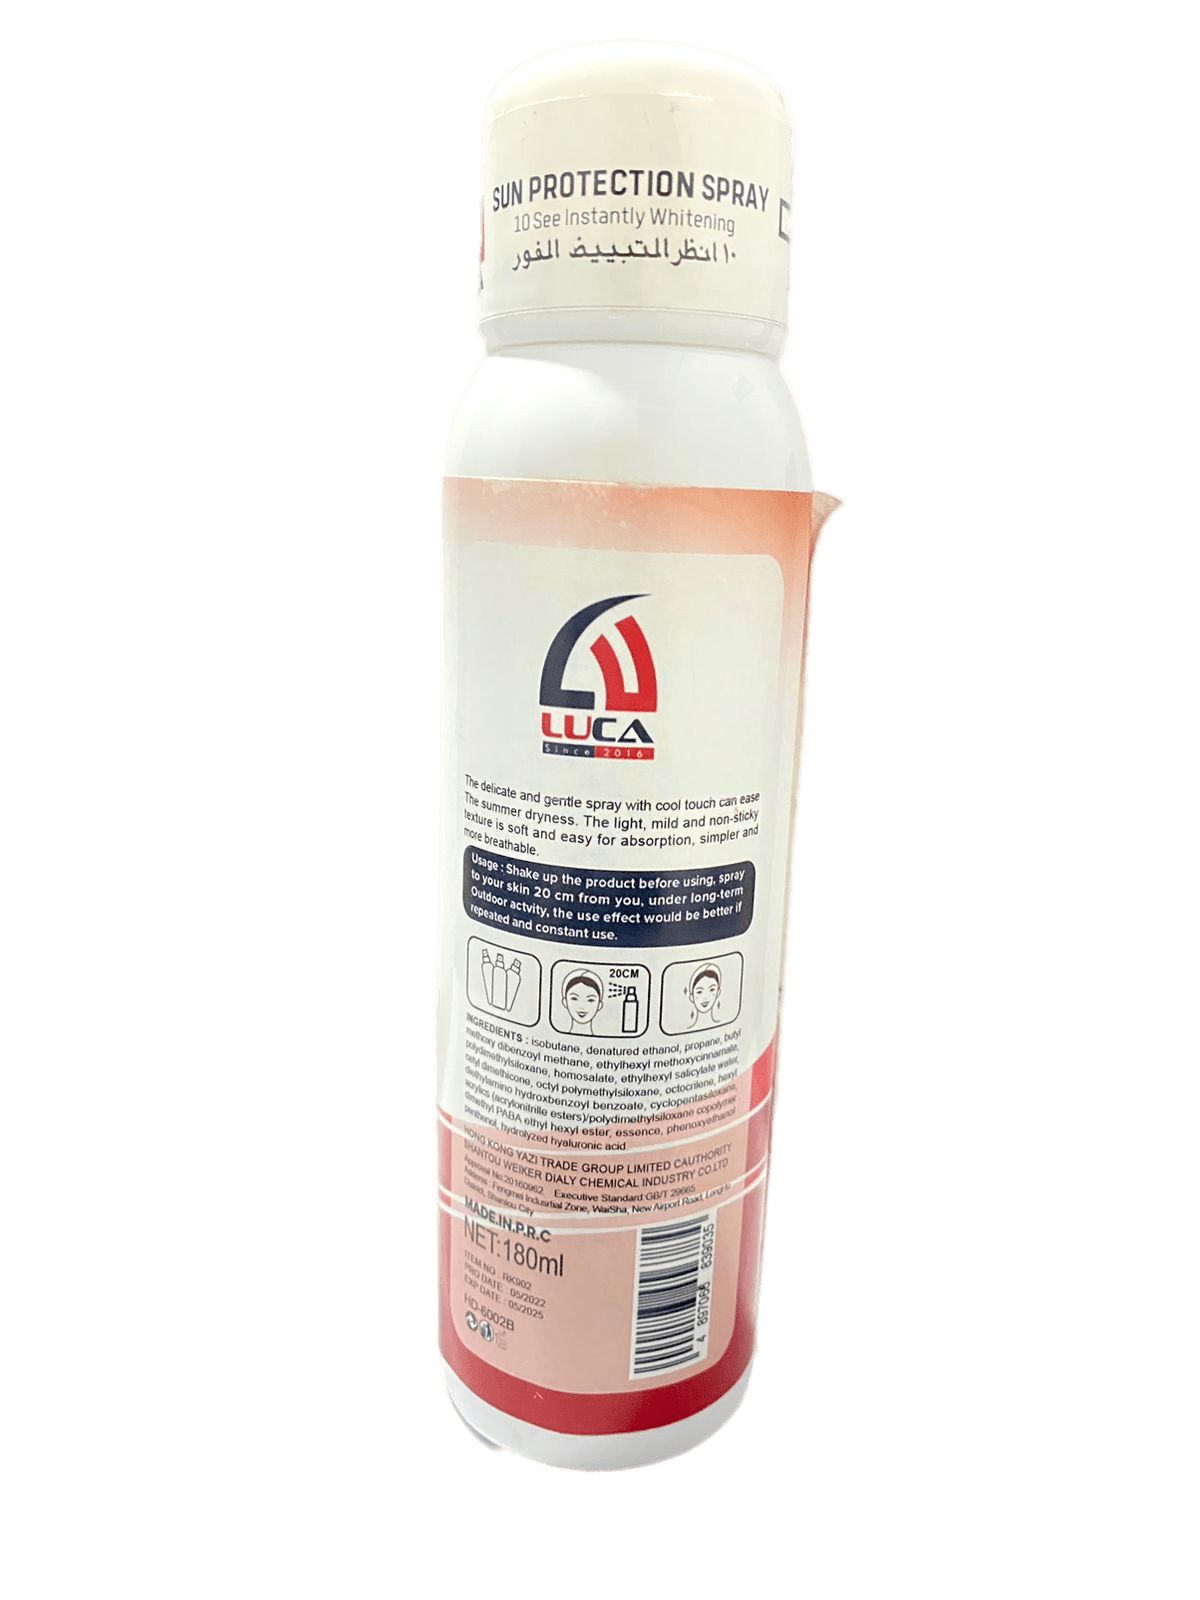 SUN PROTECTION SPRAY
10 See Instantly Whitening
١٠ انظر التبييض الفور
LUCA
Since 2016
The delicate and gentle spray with cool touch can ease
The summer dryness. The light, mild and non-sticky
texture is soft and easy for absorption, simpler and
more breathable.
Usage : Shake up the product before using, spray
to your skin 20 cm from you, under long-term
Outdoor actvity, the use effect would be better if
repeated and constant use.
20CM
INGREDIENTS : isobutane, denatured ethanol, propane, butyl
methoxy dibenzoyl methane, ethylhexyl methoxycinnamate,
polydimethylsiloxane, homosalate, ethylhexyl salicylate water,
cetyl dimethicone, octyl polymethylsiloxane, octocrilene, hexyl
diethylamino hydroxbenzoyl benzoate, cyclopentasiloxane,
acrylics (acrylonitrille esters)/polydimethylsiloxane copolymer
dimethyl PABA ethyl hexyl ester, essence, phenoxyethanol
panthenol, hydrolyzed hyaluronic acid.
HONG KONG YAZI TRADE GROUP LIMITED CAUTHORITY
SHANTOU WEIKER DIALY CHEMICAL INDUSTRY CO.LTD
Approval No:20160962 Executive Standard:GB/T 29665
Address : Fengmei Indusrtial Zone, WaiSha, New Airport Road, LongHu
District, Shantou City
MADE.IN.P.R.C
NET:180ml
ITEM NO : RK902
PRO DATE : 05/2022
EXP DATE : 05/2025
HD-6002B
4 897066 839035